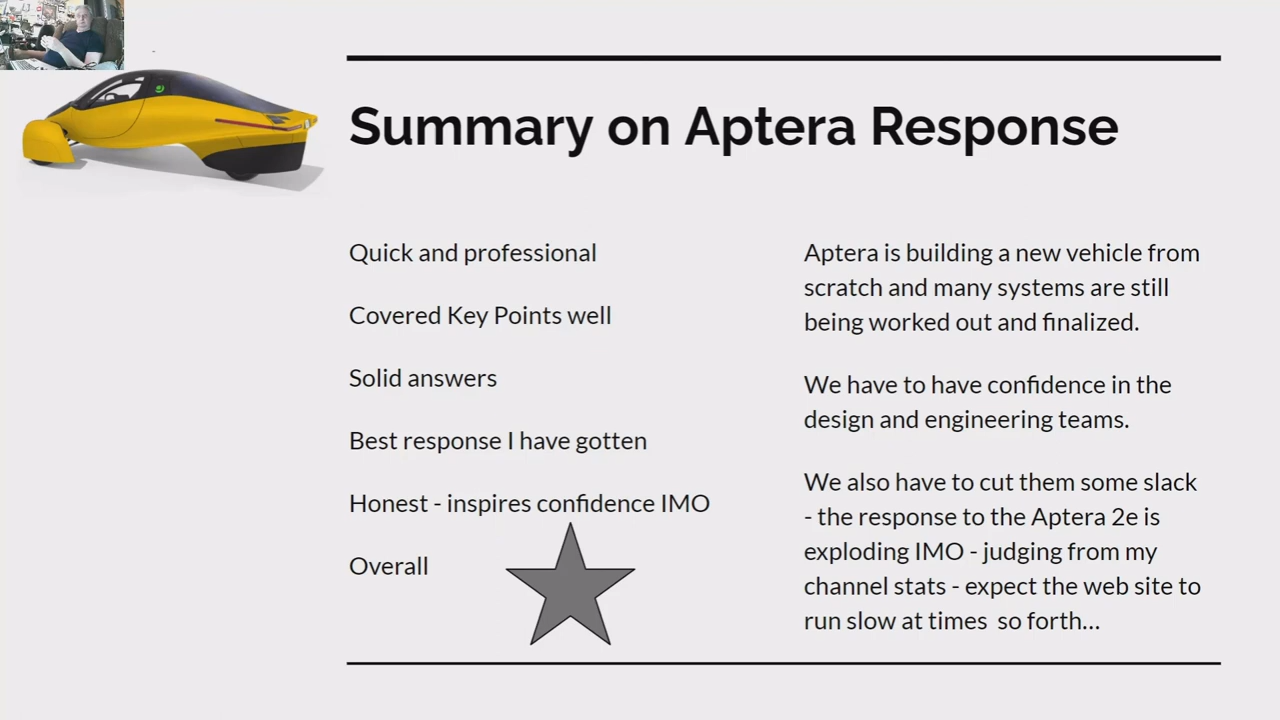 Summary on Aptera Response
Quick and professional
Covered Key Points well
Solid answers
Best response I have gotten
Honest - inspires confidence IMO
Overall
Aptera is building a new vehicle from
scratch and many systems are still
being worked out and finalized.
We have to have confidence in the
design and engineering teams.
We also have to cut them some slack
- the response to the Aptera 2e is
exploding IMO - judging from my
channel stats - expect the web site to
run slow at times  so forth...